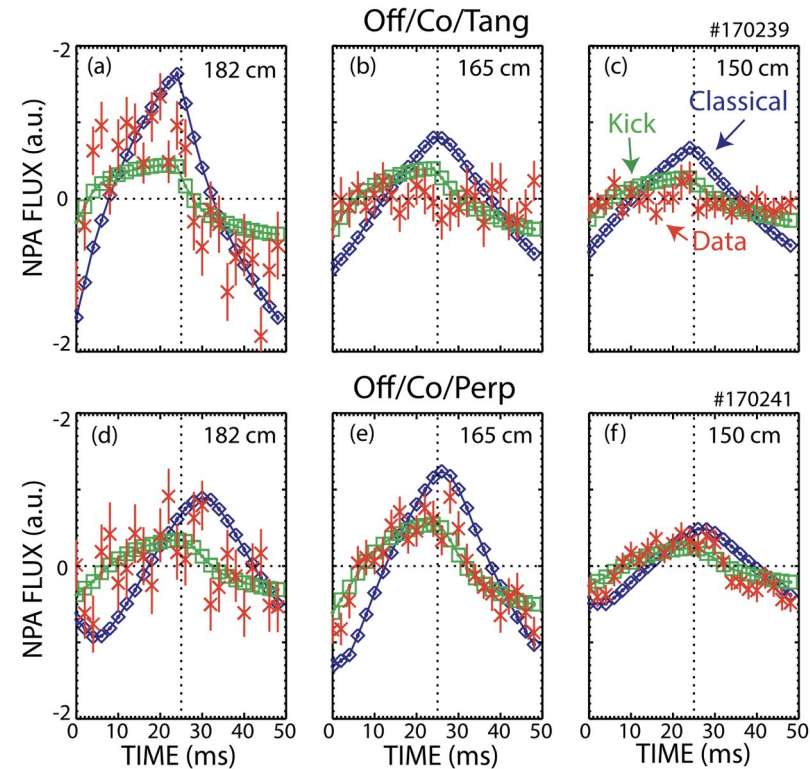 Off/Co/Tang
#170239
-2
(a)
182 cm
(b)
165 cm
(c)
150 cm
Classical
Kick
NPA FLUX (a.u.)
0
Data
-2
Off/Co/Perp
#170241
-2
(d)
182 cm
(e)
165 cm
(f)
150 cm
NPA FLUX (a.u.)
0
-2
0 10 20 30 40 50 0 10 20 30 40 50 0 10 20 30 40 50
TIME (ms) TIME (ms) TIME (ms)